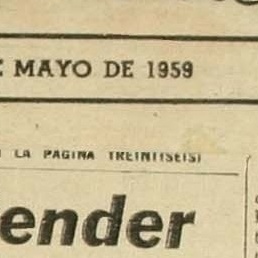 E MAYO DE 1959
LA PAGINA TREINTISEIS)
ender